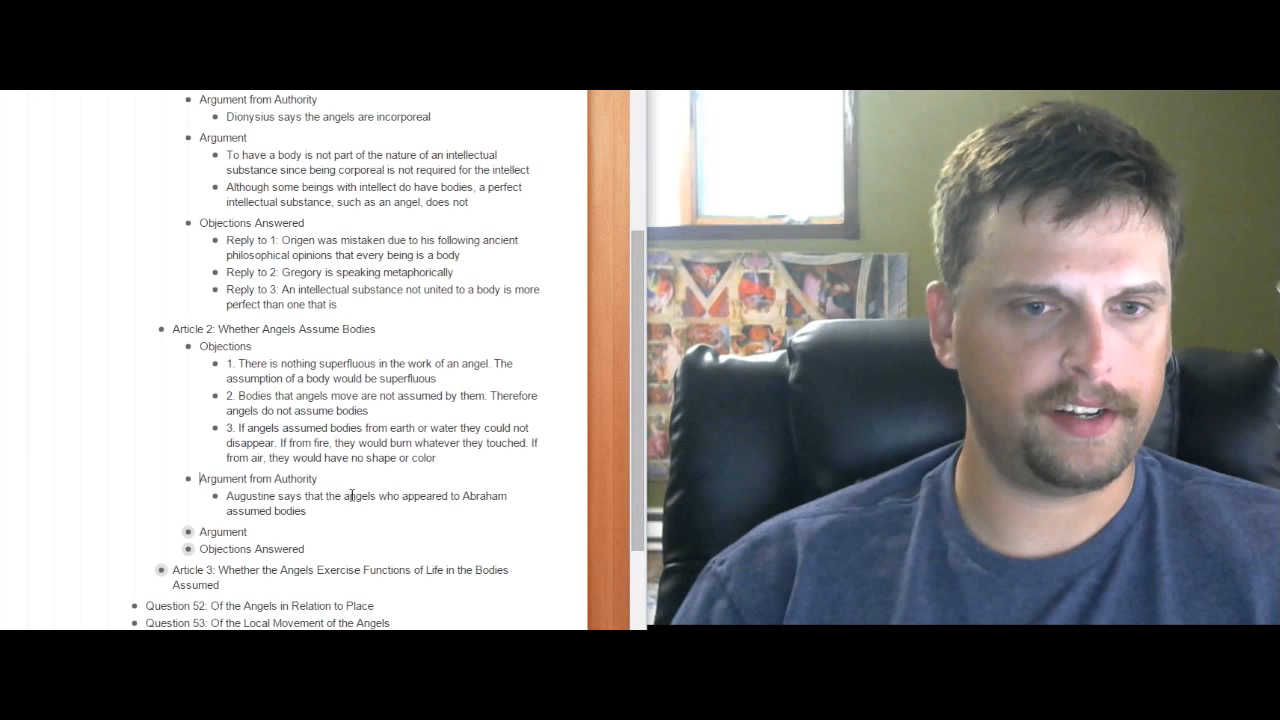 Argument from Authority
Dionysius says the angels are incorporeal
Argument
To have a body is not part of the nature of an intellectual
substance since being corporeal is not required for the intellect
Although some beings with intellect do have bodies, a perfect
intellectual substance, such as an angel, does not
Objections Answered
Reply to 1: Origen was mistaken due to his following ancient
philosophical opinions that every being is a body
Reply to 2: Gregory is speaking metaphorically
Reply to 3: An intellectual substance not united to a body is more
perfect than one that is
Article 2: Whether Angels Assume Bodies
Objections
1. There is nothing superfluous in the work of an angel. The
assumption of a body would be superfluous
2. Bodies that angels move are not assumed by them. Therefore
angels do not assume bodies
3. If angels assumed bodies from earth or water they could not
disappear. If from fire, they would burn whatever they touched. If
from air, they would have no shape or color
Argument from Authority
Augustine says that the angels who appeared to Abraham
assumed bodies
Argument
Objections Answered
Article 3: Whether the Angels Exercise Functions of Life in the Bodies
Assumed
Question 52: Of the Angels in Relation to Place
Question 53: Of the Local Movement of the Angels